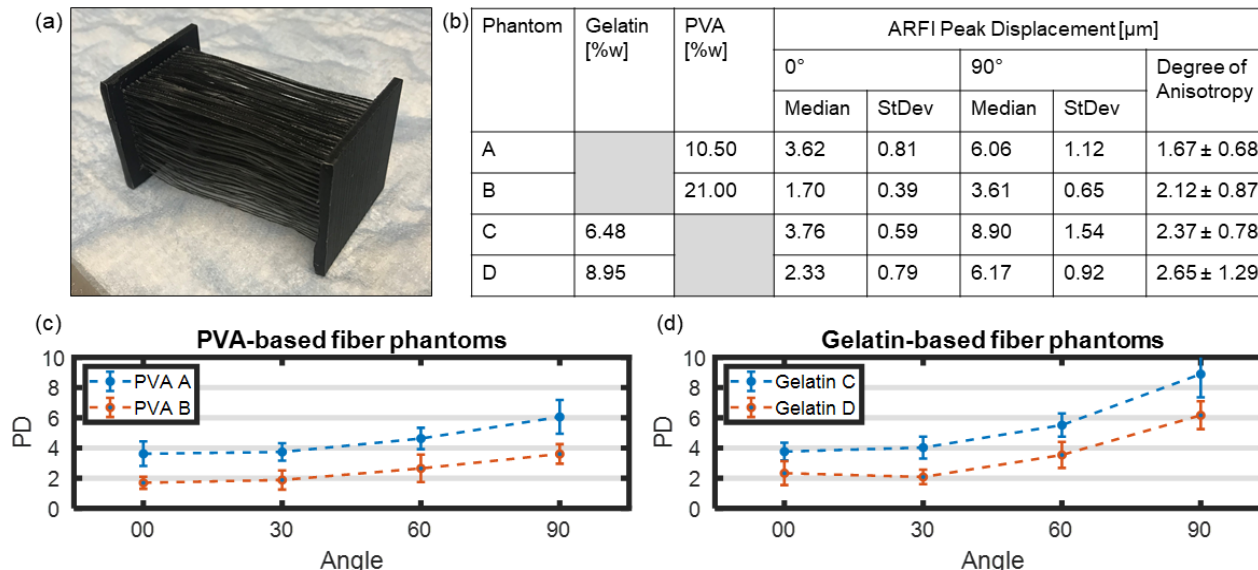 (a)
(b)
Phantom Gelatin [%w] PVA [%w] ARFI Peak Displacement [µm]
0° 90° Degree of Anisotropy
Median StDev Median StDev
A 10.50 3.62 0.81 6.06 1.12 1.67 ± 0.68
B 21.00 1.70 0.39 3.61 0.65 2.12 ± 0.87
C 6.48 3.76 0.59 8.90 1.54 2.37 ± 0.78
D 8.95 2.33 0.79 6.17 0.92 2.65 ± 1.29
(c)
PVA-based fiber phantoms
PVA A
PVA B
PD
10
8
6
4
2
0
00 30 60 90
Angle
(d)
Gelatin-based fiber phantoms
Gelatin C
Gelatin D
PD
10
8
6
4
2
0
00 30 60 90
Angle